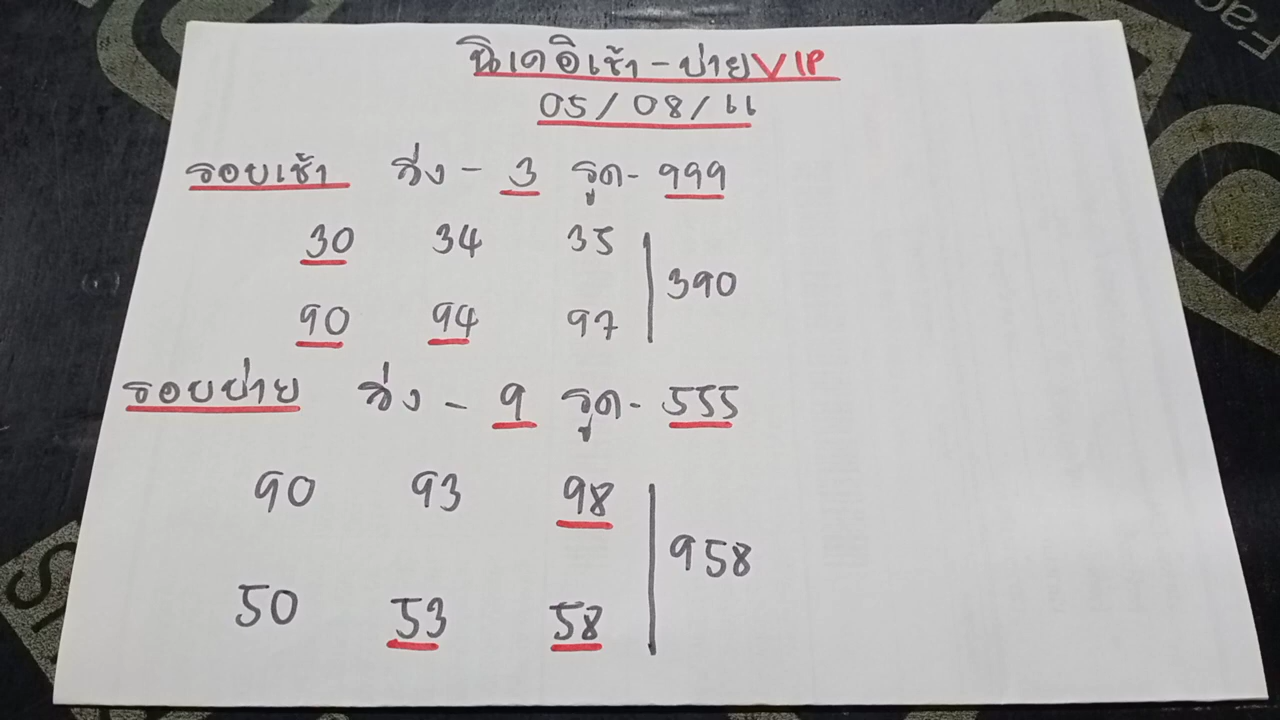 นิเคอิเช้า-บ่ายVIP
05/08/66
รอบเช้า วิ่ง - 3 รูด- 999
30 34 35
390
90 94 97
รอบบ่าย วิ่ง - 9 รูด- 555
90 93 98
958
50 53 58